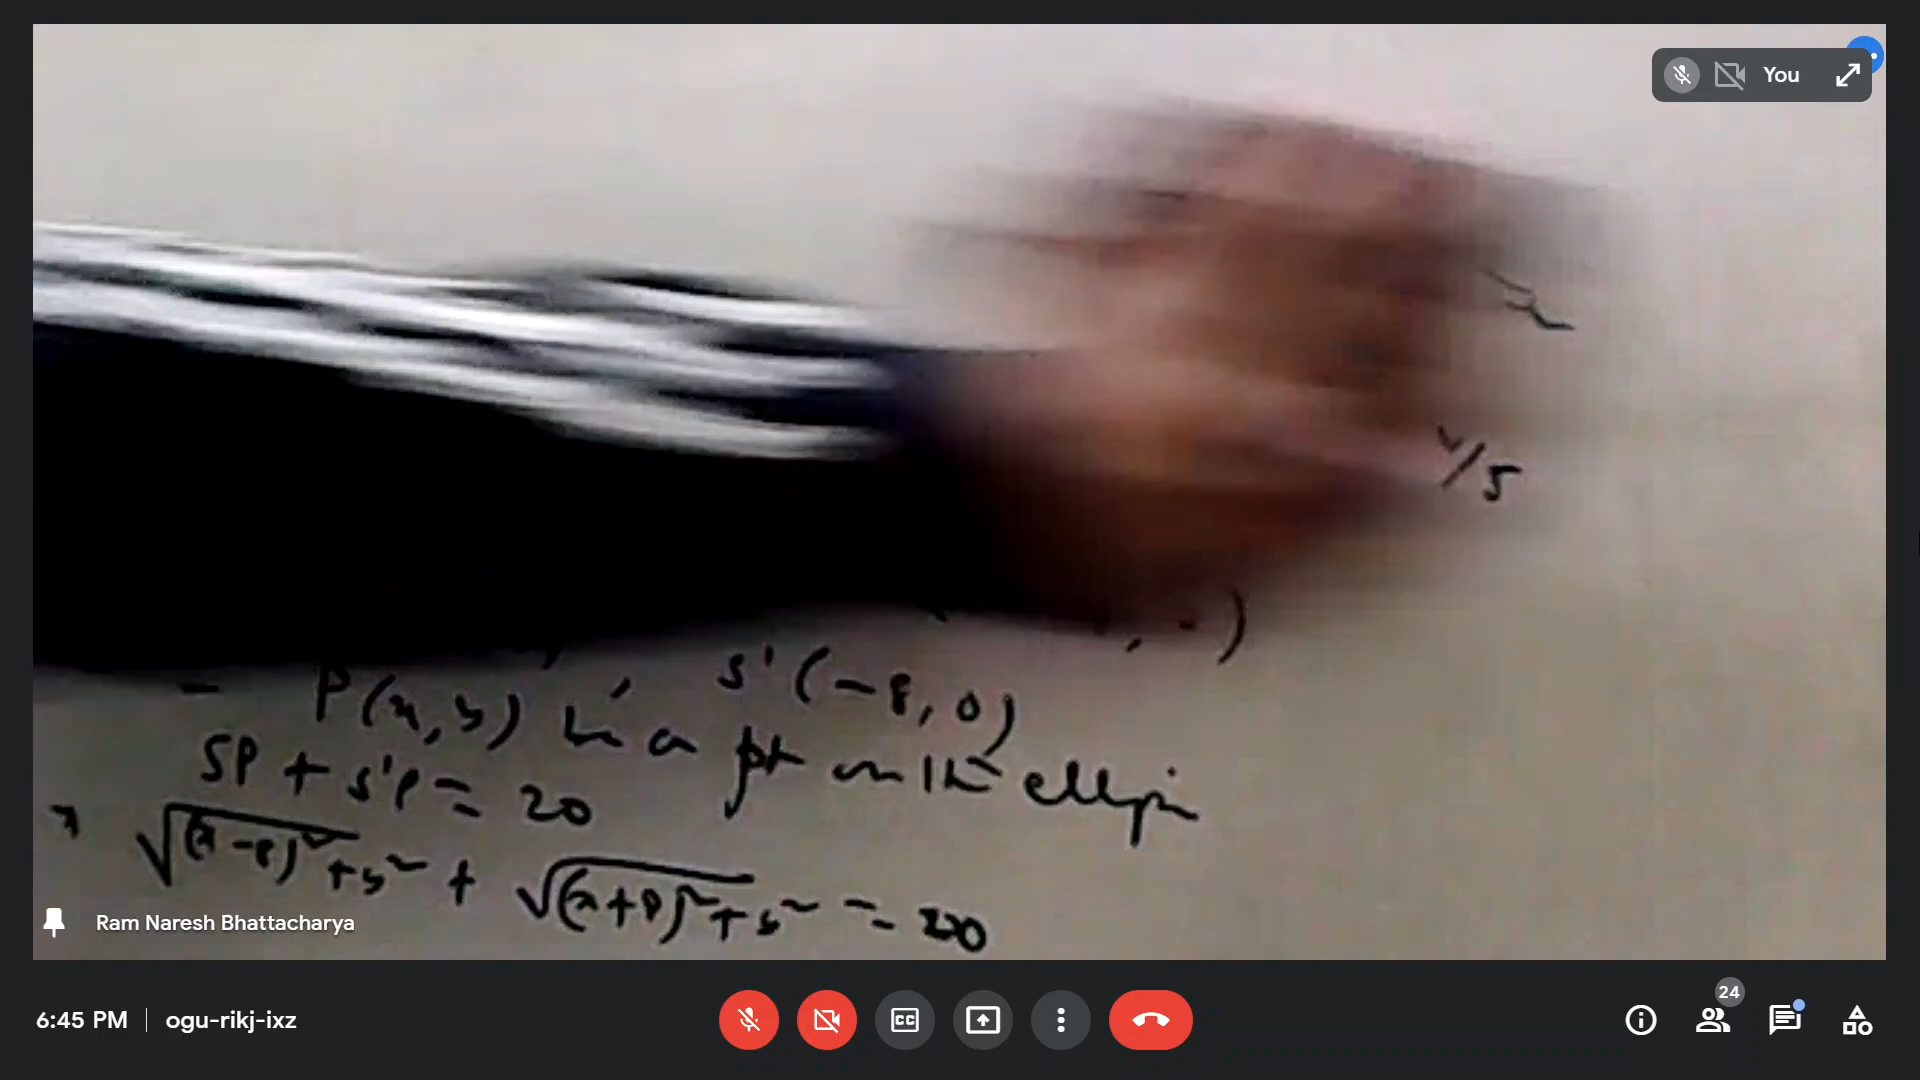 You
4/5
S'(-8, 0)
P(x, y) be a pt on the ellipse
SP + S'P = 20
√(x-8)² + y² + √(x+8)² + y² = 20
Ram Naresh Bhattacharya
6:45 PM | ogu-rikj-ixz
CC
24